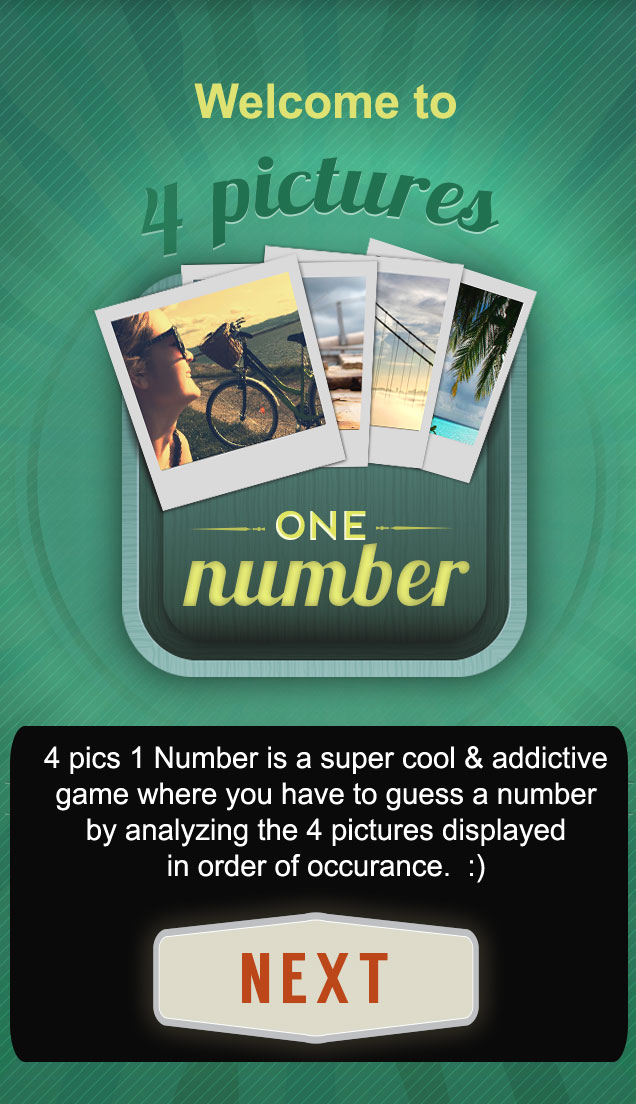 Welcome to
4 pictures
ONE
number
4 pics 1 Number is a super cool & addictive
game where you have to guess a number
by analyzing the 4 pictures displayed
in order of occurance.  :)
NEXT